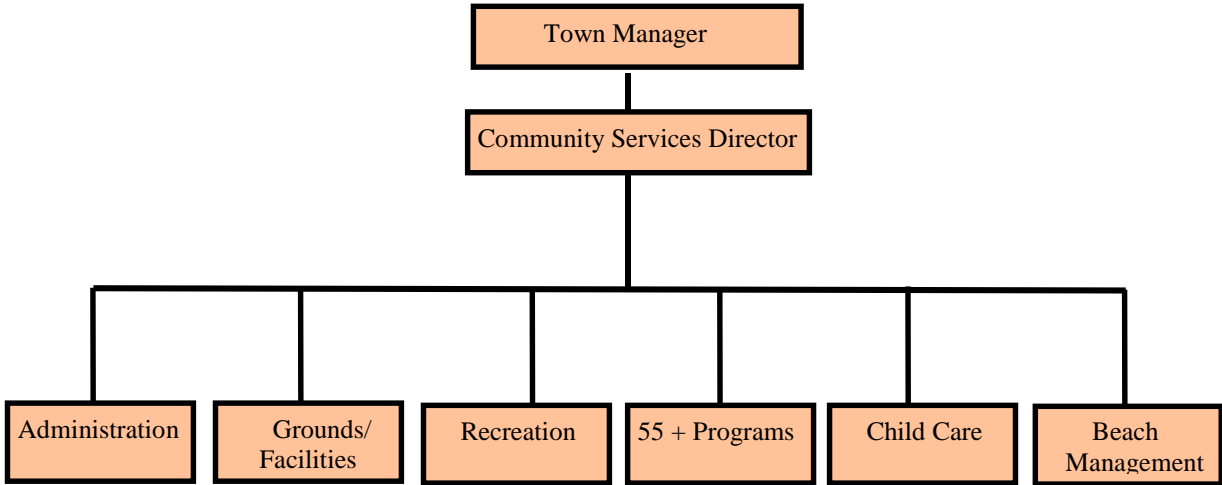 Town Manager
Community Services Director
Administration
Grounds/
Facilities
Recreation
55 + Programs
Child Care
Beach
Management